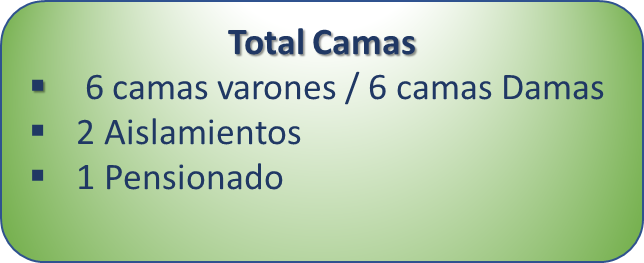 Total Camas
▪ 6 camas varones / 6 camas Damas
▪ 2 Aislamientos
▪ 1 Pensionado